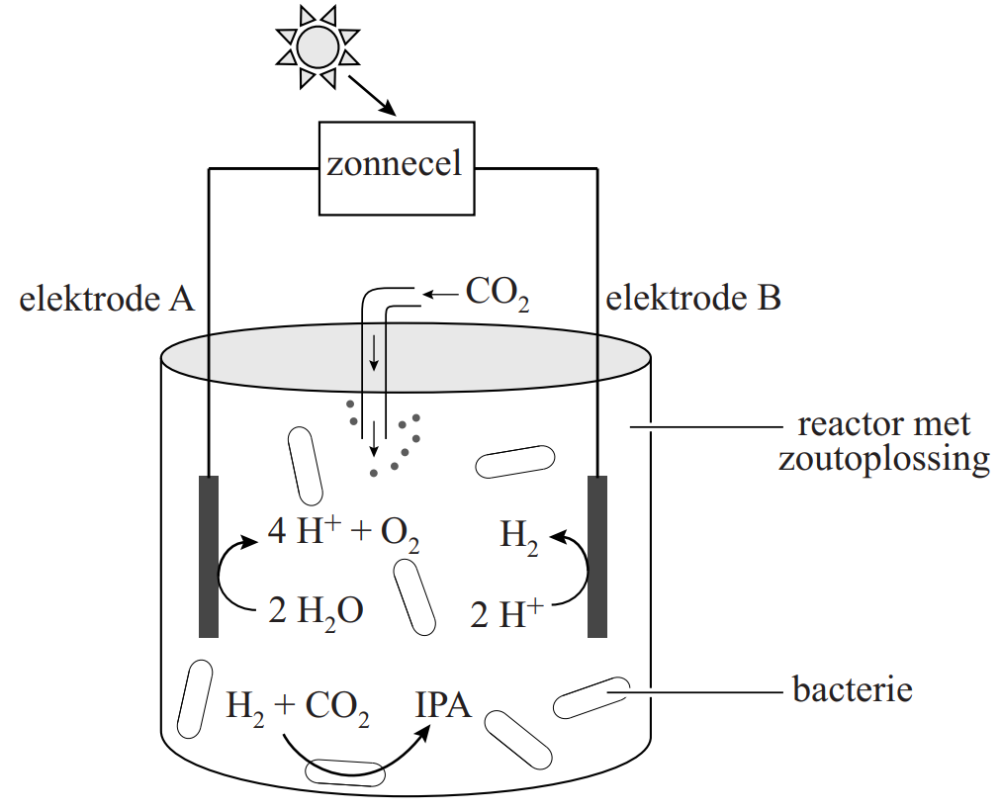 zonnecel
elektrode A
CO₂
elektrode B
reactor met
zoutoplossing
4 H⁺ + O₂
H₂
2 H₂O
2 H⁺
bacterie
H₂ + CO₂
IPA